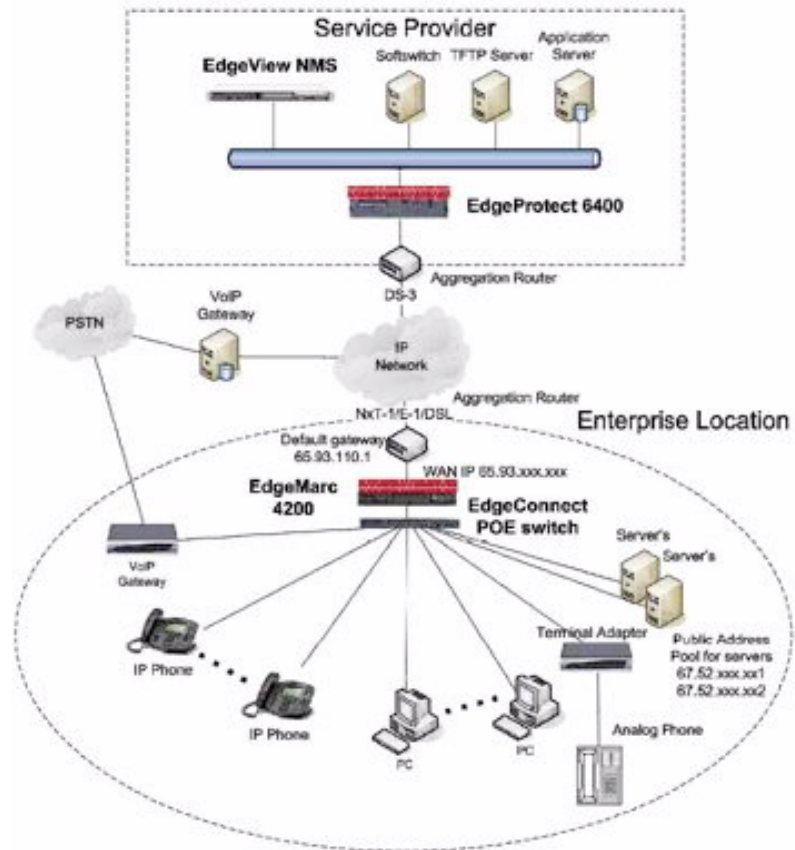 Service Provider
EdgeView NMS
Softswitch
TFTP Server
Application
Server
EdgeProtect 6400
Aggregation Router
DS-3
VoIP
Gateway
PSTN
IP
Network
Aggregation Router
NxT-1/E-1/DSL
Enterprise Location
Default gateway
65.93.110.1
WAN IP 65.93.xxx.xxx
EdgeMarc
4200
EdgeConnect
POE switch
VoIP
Gateway
Server's
Server's
Terminal Adapter
Public Address
Pool for servers
67.52.xxx.xx1
67.52.xxx.xx2
IP Phone
IP Phone
PC
PC
Analog Phone